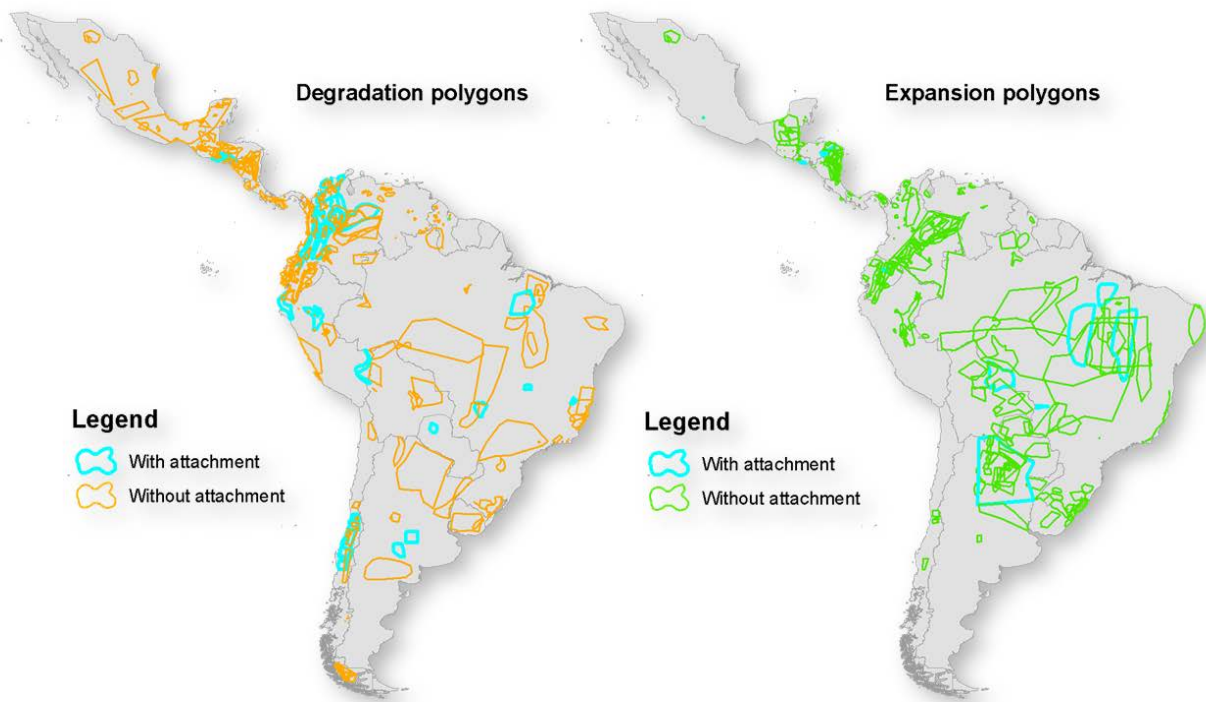 Degradation polygons
Legend
With attachment
Without attachment
Expansion polygons
Legend
With attachment
Without attachment